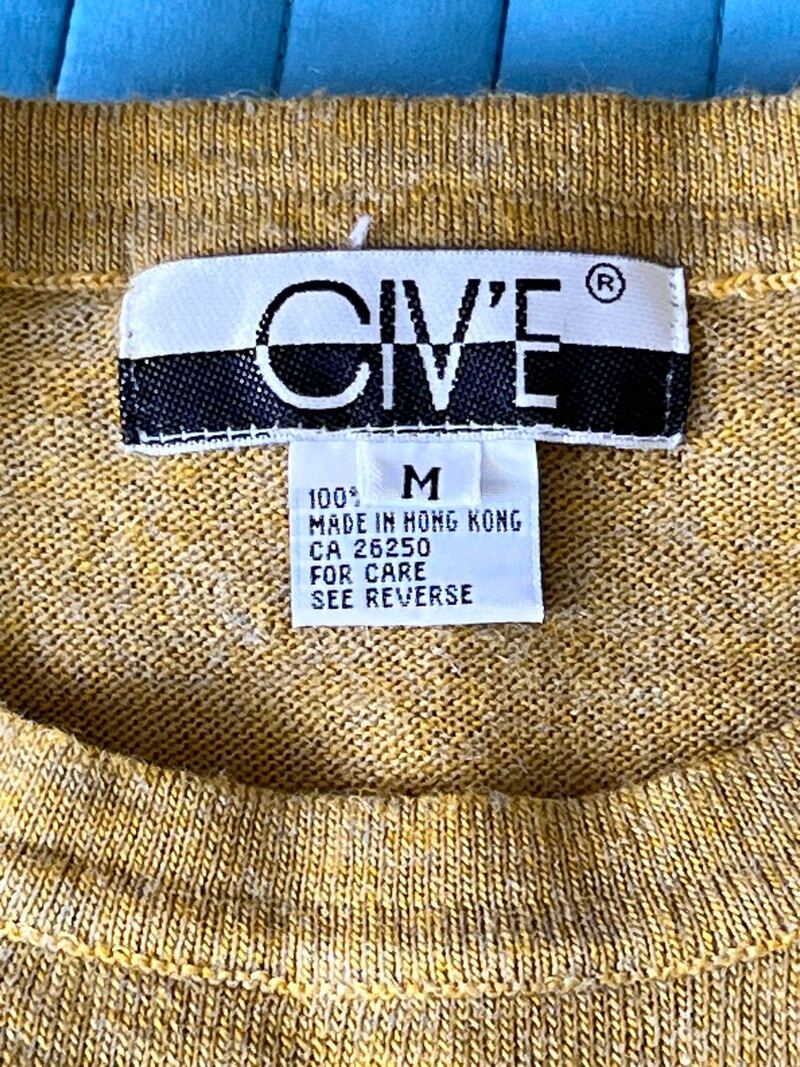 CIV'E ®
M
100%
MADE IN HONG KONG
CA 26250
FOR CARE
SEE REVERSE